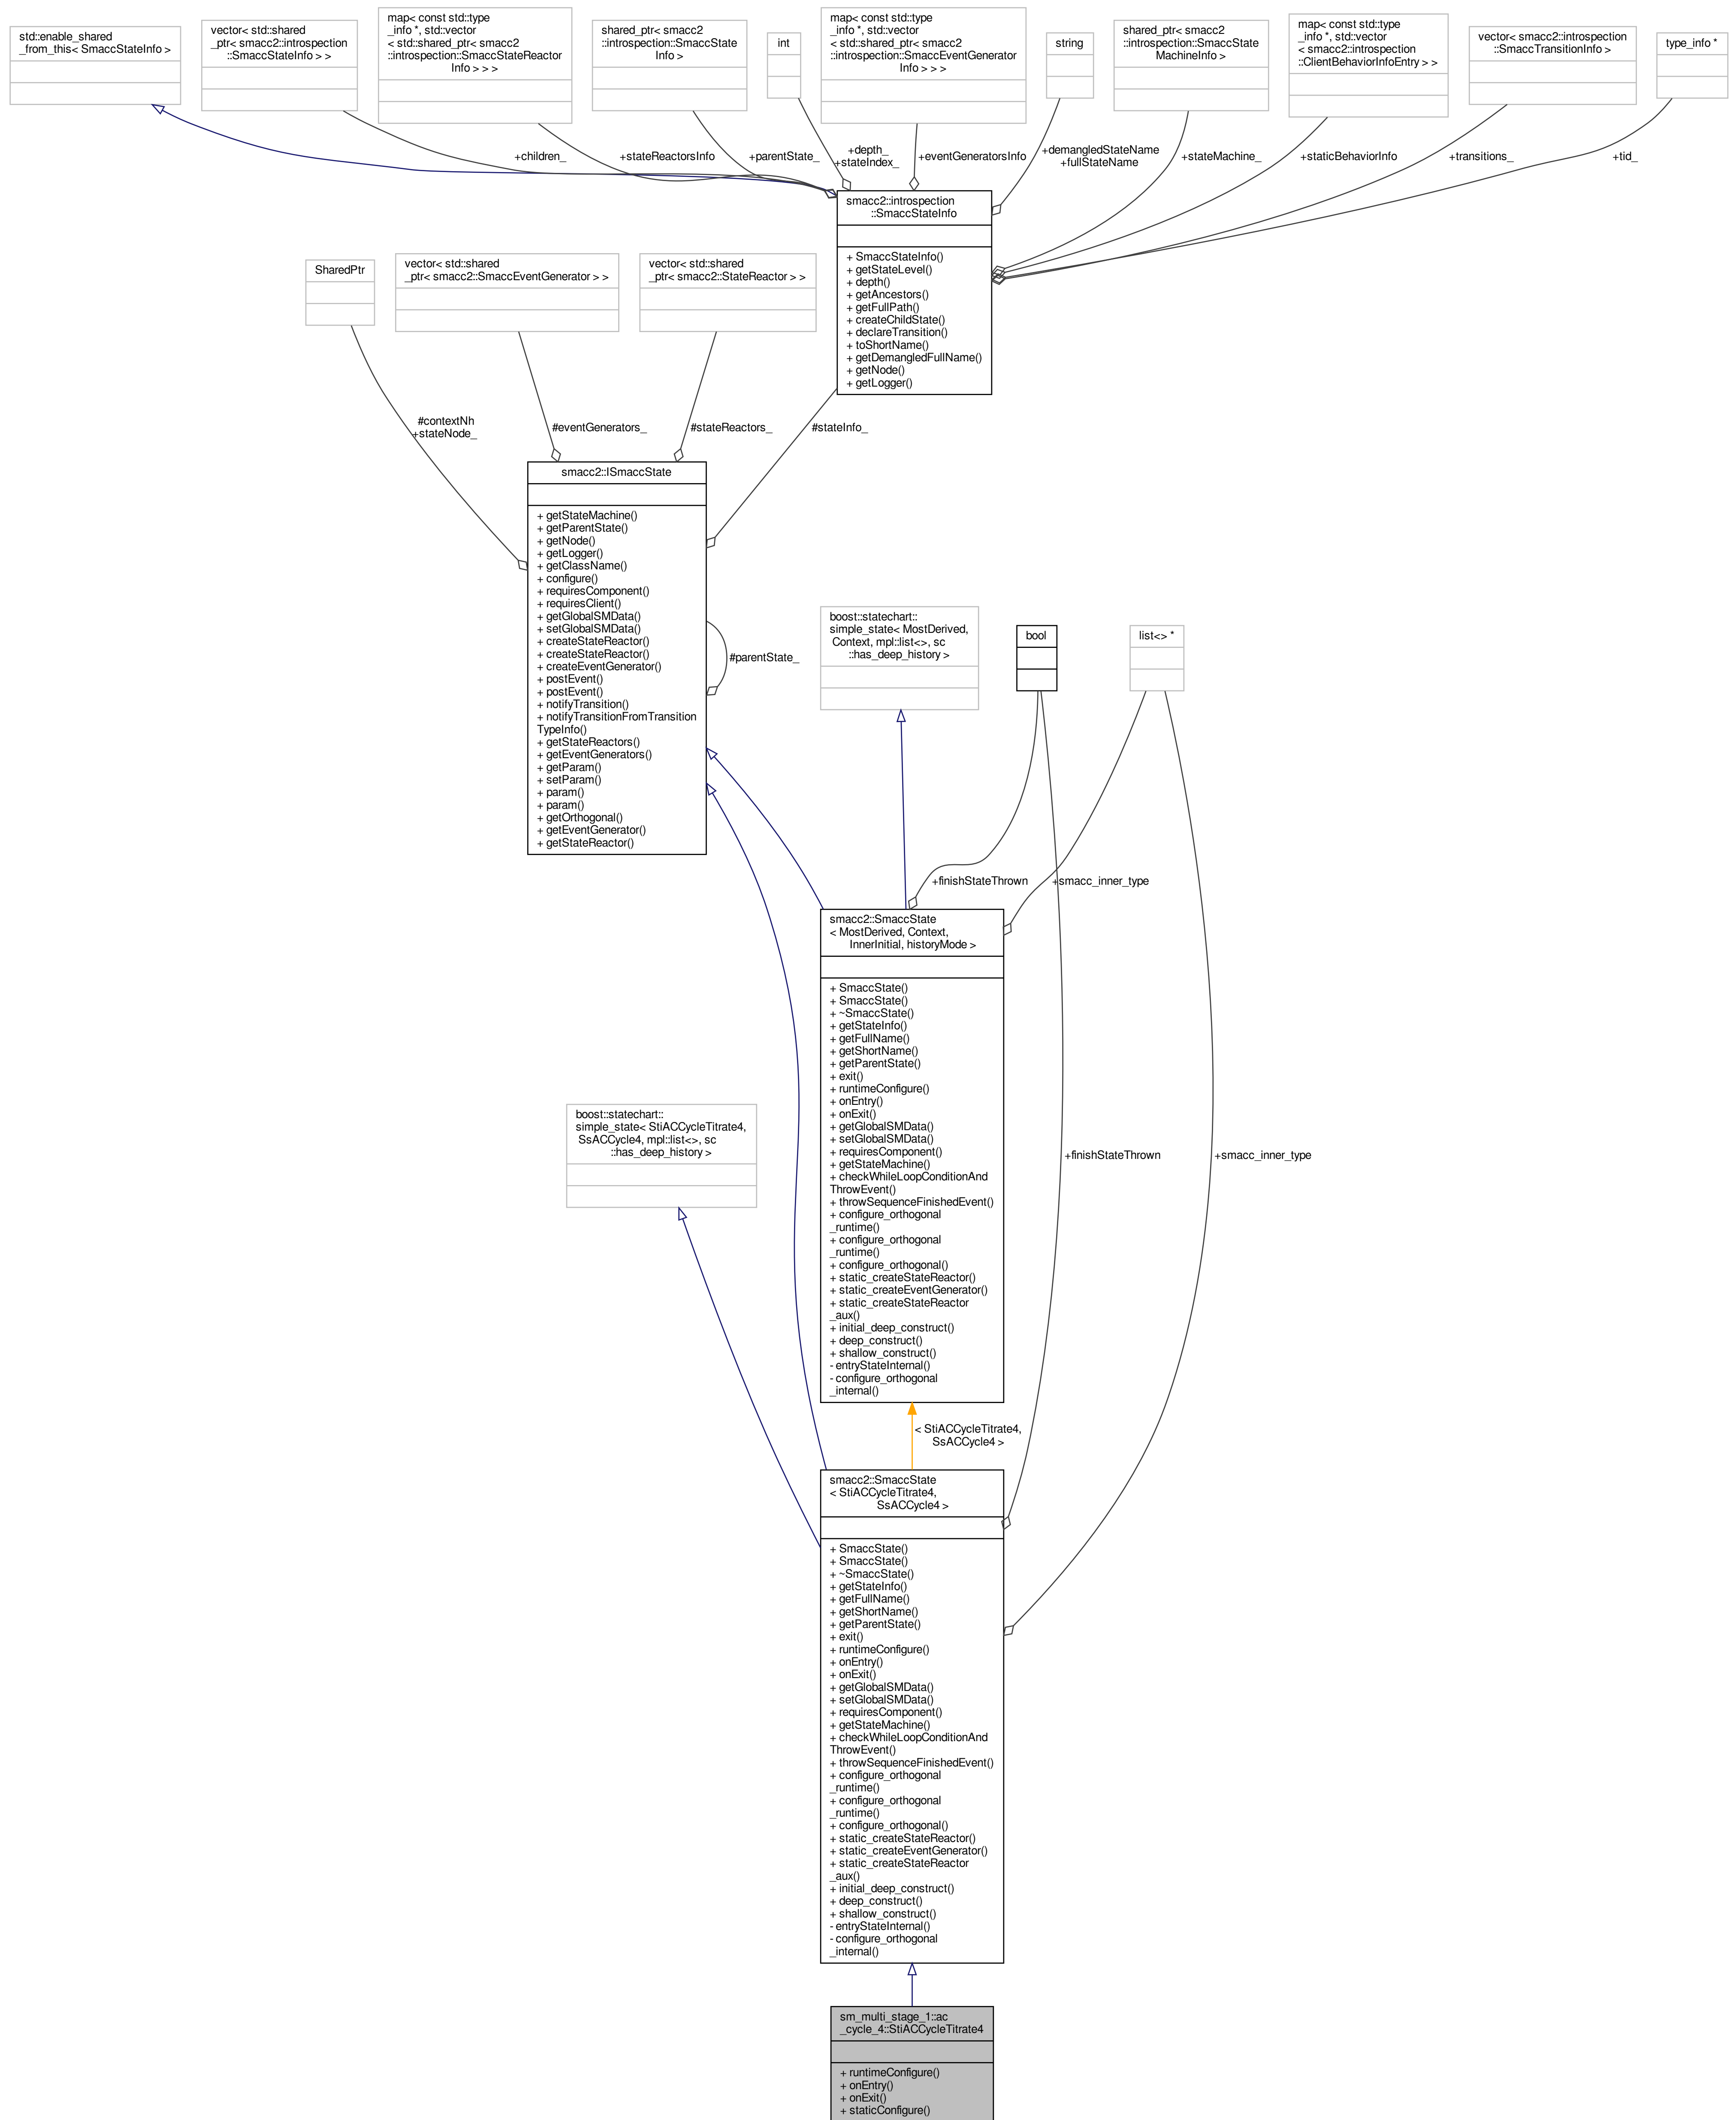 std::enable_shared
_from_this< SmaccStateInfo >
vector< std::shared
_ptr< smacc2::introspection
::SmaccStateInfo > >
map< const std::type
_info *, std::vector
< std::shared_ptr< smacc2
::introspection::SmaccStateReactor
Info > > >
shared_ptr< smacc2
::introspection::SmaccState
Info >
int
map< const std::type
_info *, std::vector
< std::shared_ptr< smacc2
::introspection::SmaccEventGenerator
Info > > >
string
shared_ptr< smacc2
::introspection::SmaccState
MachineInfo >
map< const std::type
_info *, std::vector
< smacc2::introspection
::ClientBehaviorInfoEntry > >
vector< smacc2::introspection
::SmaccTransitionInfo >
type_info *
+children_
+stateReactorsInfo
+parentState_
+depth_
+stateIndex_
+eventGeneratorsInfo
+demangledStateName
+fullStateName
+stateMachine_
+staticBehaviorInfo
+transitions_
+tid_
smacc2::introspection
::SmaccStateInfo
+ SmaccStateInfo()
+ getStateLevel()
+ depth()
+ getAncestors()
+ getFullPath()
+ createChildState()
+ declareTransition()
+ toShortName()
+ getDemangledFullName()
+ getNode()
+ getLogger()
SharedPtr
vector< std::shared
_ptr< smacc2::SmaccEventGenerator > >
vector< std::shared
_ptr< smacc2::StateReactor > >
#contextNh
+stateNode_
#eventGenerators_
#stateReactors_
#stateInfo_
smacc2::ISmaccState
+ getStateMachine()
+ getParentState()
+ getNode()
+ getLogger()
+ getClassName()
+ configure()
+ requiresComponent()
+ requiresClient()
+ getGlobalSMData()
+ setGlobalSMData()
+ createStateReactor()
+ createStateReactor()
+ createEventGenerator()
+ postEvent()
+ postEvent()
+ notifyTransition()
+ notifyTransitionFromTransition
TypeInfo()
+ getStateReactors()
+ getEventGenerators()
+ getParam()
+ setParam()
+ param()
+ param()
+ getOrthogonal()
+ getEventGenerator()
+ getStateReactor()
#parentState_
boost::statechart::
simple_state< MostDerived,
Context, mpl::list<>, sc
::has_deep_history >
bool
list<> *
+finishStateThrown
+smacc_inner_type
smacc2::SmaccState
< MostDerived, Context,
InnerInitial, historyMode >
+ SmaccState()
+ SmaccState()
+ ~SmaccState()
+ getStateInfo()
+ getFullName()
+ getShortName()
+ getParentState()
+ exit()
+ runtimeConfigure()
+ onEntry()
+ onExit()
+ getGlobalSMData()
+ setGlobalSMData()
+ requiresComponent()
+ getStateMachine()
+ checkWhileLoopConditionAnd
ThrowEvent()
+ throwSequenceFinishedEvent()
+ configure_orthogonal
_runtime()
+ configure_orthogonal
_runtime()
+ configure_orthogonal()
+ static_createStateReactor()
+ static_createEventGenerator()
+ static_createStateReactor
_aux()
+ initial_deep_construct()
+ deep_construct()
+ shallow_construct()
- entryStateInternal()
- configure_orthogonal
_internal()
boost::statechart::
simple_state< StiACCycleTitrate4,
SsACCycle4, mpl::list<>, sc
::has_deep_history >
+finishStateThrown
+smacc_inner_type
< StiACCycleTitrate4,
SsACCycle4 >
smacc2::SmaccState
< StiACCycleTitrate4,
SsACCycle4 >
+ SmaccState()
+ SmaccState()
+ ~SmaccState()
+ getStateInfo()
+ getFullName()
+ getShortName()
+ getParentState()
+ exit()
+ runtimeConfigure()
+ onEntry()
+ onExit()
+ getGlobalSMData()
+ setGlobalSMData()
+ requiresComponent()
+ getStateMachine()
+ checkWhileLoopConditionAnd
ThrowEvent()
+ throwSequenceFinishedEvent()
+ configure_orthogonal
_runtime()
+ configure_orthogonal
_runtime()
+ configure_orthogonal()
+ static_createStateReactor()
+ static_createEventGenerator()
+ static_createStateReactor
_aux()
+ initial_deep_construct()
+ deep_construct()
+ shallow_construct()
- entryStateInternal()
- configure_orthogonal
_internal()
sm_multi_stage_1::ac
_cycle_4::StiACCycleTitrate4
+ runtimeConfigure()
+ onEntry()
+ onExit()
+ staticConfigure()